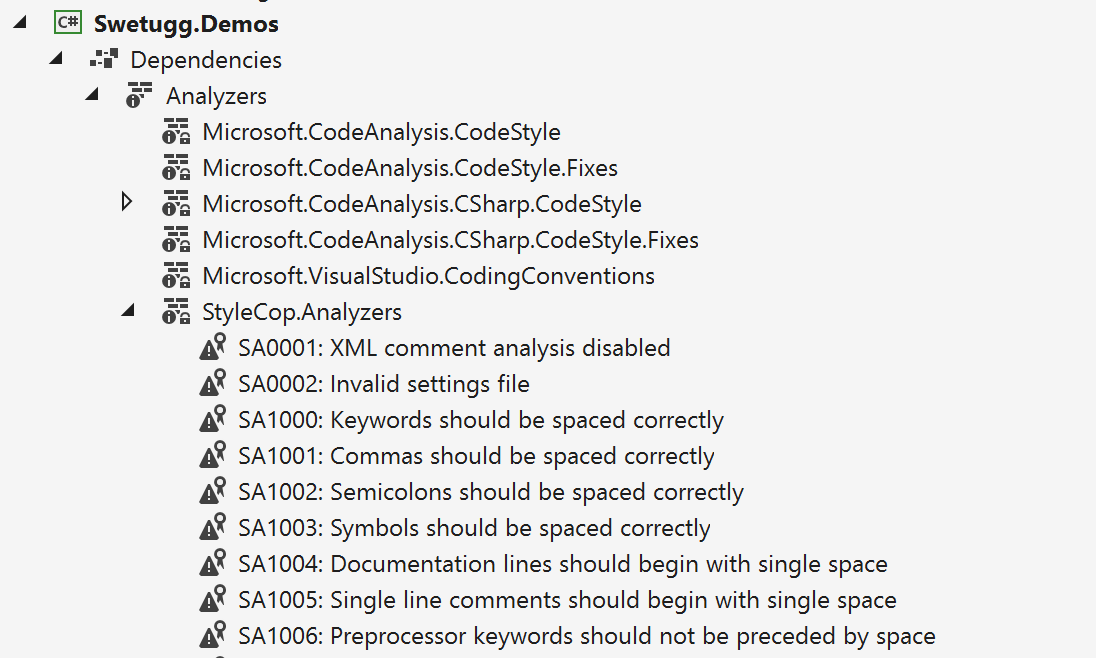 C# Swetugg.Demos
Dependencies
Analyzers
Microsoft.CodeAnalysis.CodeStyle
Microsoft.CodeAnalysis.CodeStyle.Fixes
Microsoft.CodeAnalysis.CSharp.CodeStyle
Microsoft.CodeAnalysis.CSharp.CodeStyle.Fixes
Microsoft.VisualStudio.CodingConventions
StyleCop.Analyzers
SA0001: XML comment analysis disabled
SA0002: Invalid settings file
SA1000: Keywords should be spaced correctly
SA1001: Commas should be spaced correctly
SA1002: Semicolons should be spaced correctly
SA1003: Symbols should be spaced correctly
SA1004: Documentation lines should begin with single space
SA1005: Single line comments should begin with single space
SA1006: Preprocessor keywords should not be preceded by space